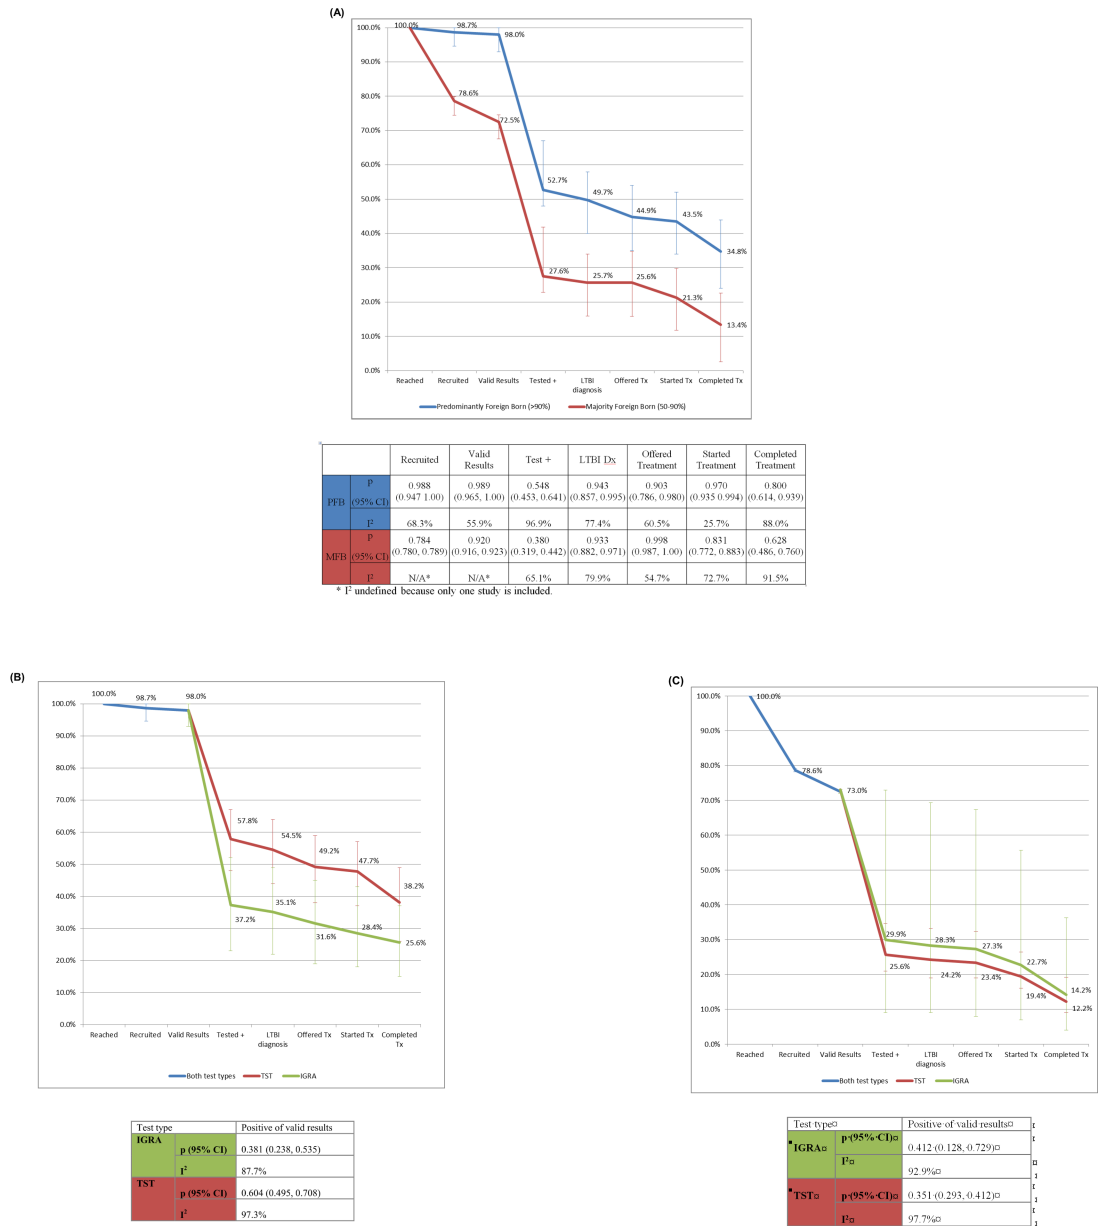 (A)
100.0%
90.0%
80.0%
70.0%
60.0%
50.0%
40.0%
30.0%
20.0%
10.0%
0.0%
100.0% 98.7% 98.0% 52.7% 49.7% 44.9% 43.5% 34.8%
78.6% 72.5% 27.6% 25.7% 25.6% 21.3% 13.4%
Reached Recruited Valid Results Tested + LTBI diagnosis Offered Tx Started Tx Completed Tx
Predominantly Foreign Born (>90%) Majority Foreign Born (50-90%)
Recruited Valid Results Test + LTBI Dx Offered Treatment Started Treatment Completed Treatment
PFB P (95% CI) 0.988 (0.947 1.00) 0.989 (0.965, 1.00) 0.548 (0.453, 0.641) 0.943 (0.857, 0.995) 0.903 (0.786, 0.980) 0.970 (0.935 0.994) 0.800 (0.614, 0.939)
I² 68.3% 55.9% 96.9% 77.4% 60.5% 25.7% 88.0%
MFB P (95% CI) 0.784 (0.780, 0.789) 0.920 (0.916, 0.923) 0.380 (0.319, 0.442) 0.933 (0.882, 0.971) 0.998 (0.987, 1.00) 0.831 (0.772, 0.883) 0.628 (0.486, 0.760)
I² N/A* N/A* 65.1% 79.9% 54.7% 72.7% 91.5%
* I² undefined because only one study is included.
(B)
100.0%
90.0%
80.0%
70.0%
60.0%
50.0%
40.0%
30.0%
20.0%
10.0%
0.0%
100.0% 98.7% 98.0%
57.8% 54.5% 49.2% 47.7% 38.2%
37.2% 35.1% 31.6% 28.4% 25.6%
Reached Recruited Valid Results Tested + LTBI diagnosis Offered Tx Started Tx Completed Tx
Both test types TST IGRA
Test type Positive of valid results
IGRA p (95% CI) 0.381 (0.238, 0.535)
I² 87.7%
TST p (95% CI) 0.604 (0.495, 0.708)
I² 97.3%
(C)
100.0%
90.0%
80.0%
70.0%
60.0%
50.0%
40.0%
30.0%
20.0%
10.0%
0.0%
100.0% 78.6% 73.0%
29.9% 28.3% 27.3% 22.7% 14.2%
25.6% 24.2% 23.4% 19.4% 12.2%
Reached Recruited Valid Results Tested + LTBI diagnosis Offered Tx Started Tx Completed Tx
Both test types TST IGRA
Test·type¤ Positive·of·valid·results¤
IGRA¤ p·(95%·CI)¤ 0.412·(0.128,·0.729)¤
I²¤ 92.9%¤
TST¤ p·(95%·CI)¤ 0.351·(0.293,·0.412)¤
I²¤ 97.7%¤